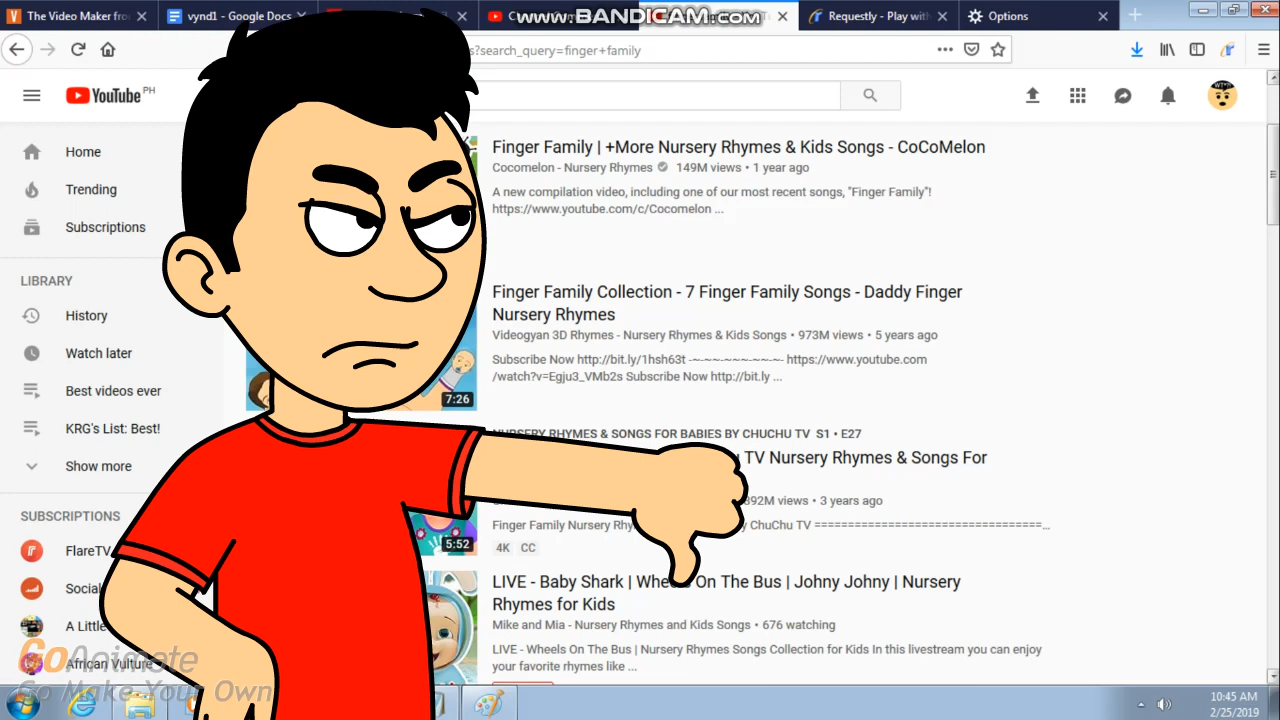 The Video Maker fro
vynd1 - Google Docs
www.BANDICAM.com
Requestly - Play wit
Options
s?search_query=finger+family
YouTube PH
Home
Trending
Subscriptions
LIBRARY
History
Watch later
Best videos ever
KRG's List: Best!
Show more
SUBSCRIPTIONS
FlareTV
Social
A Little
African Vulture
Finger Family | +More Nursery Rhymes & Kids Songs - CoCoMelon
Cocomelon - Nursery Rhymes 149M views • 1 year ago
A new compilation video, including one of our most recent songs, "Finger Family"!
https://www.youtube.com/c/Cocomelon ...
Finger Family Collection - 7 Finger Family Songs - Daddy Finger
Nursery Rhymes
Videogyan 3D Rhymes - Nursery Rhymes & Kids Songs • 973M views • 5 years ago
Subscribe Now http://bit.ly/1hsh63t -~-~~-~~~-~~-~- https://www.youtube.com
/watch?v=Egju3_VMb2s Subscribe Now http://bit.ly ...
7:26
NURSERY RHYMES & SONGS FOR BABIES BY CHUCHU TV S1 • E27
TV Nursery Rhymes & Songs For
392M views • 3 years ago
Finger Family Nursery Rhy y ChuChu TV ================================...
5:52
4K CC
LIVE - Baby Shark | Wheels On The Bus | Johny Johny | Nursery
Rhymes for Kids
Mike and Mia - Nursery Rhymes and Kids Songs • 676 watching
LIVE - Wheels On The Bus | Nursery Rhymes Songs Collection for Kids In this livestream you can enjoy
your favorite rhymes like ...
GoAnimate
Go Make Your Own
10:45 AM
2/25/2019